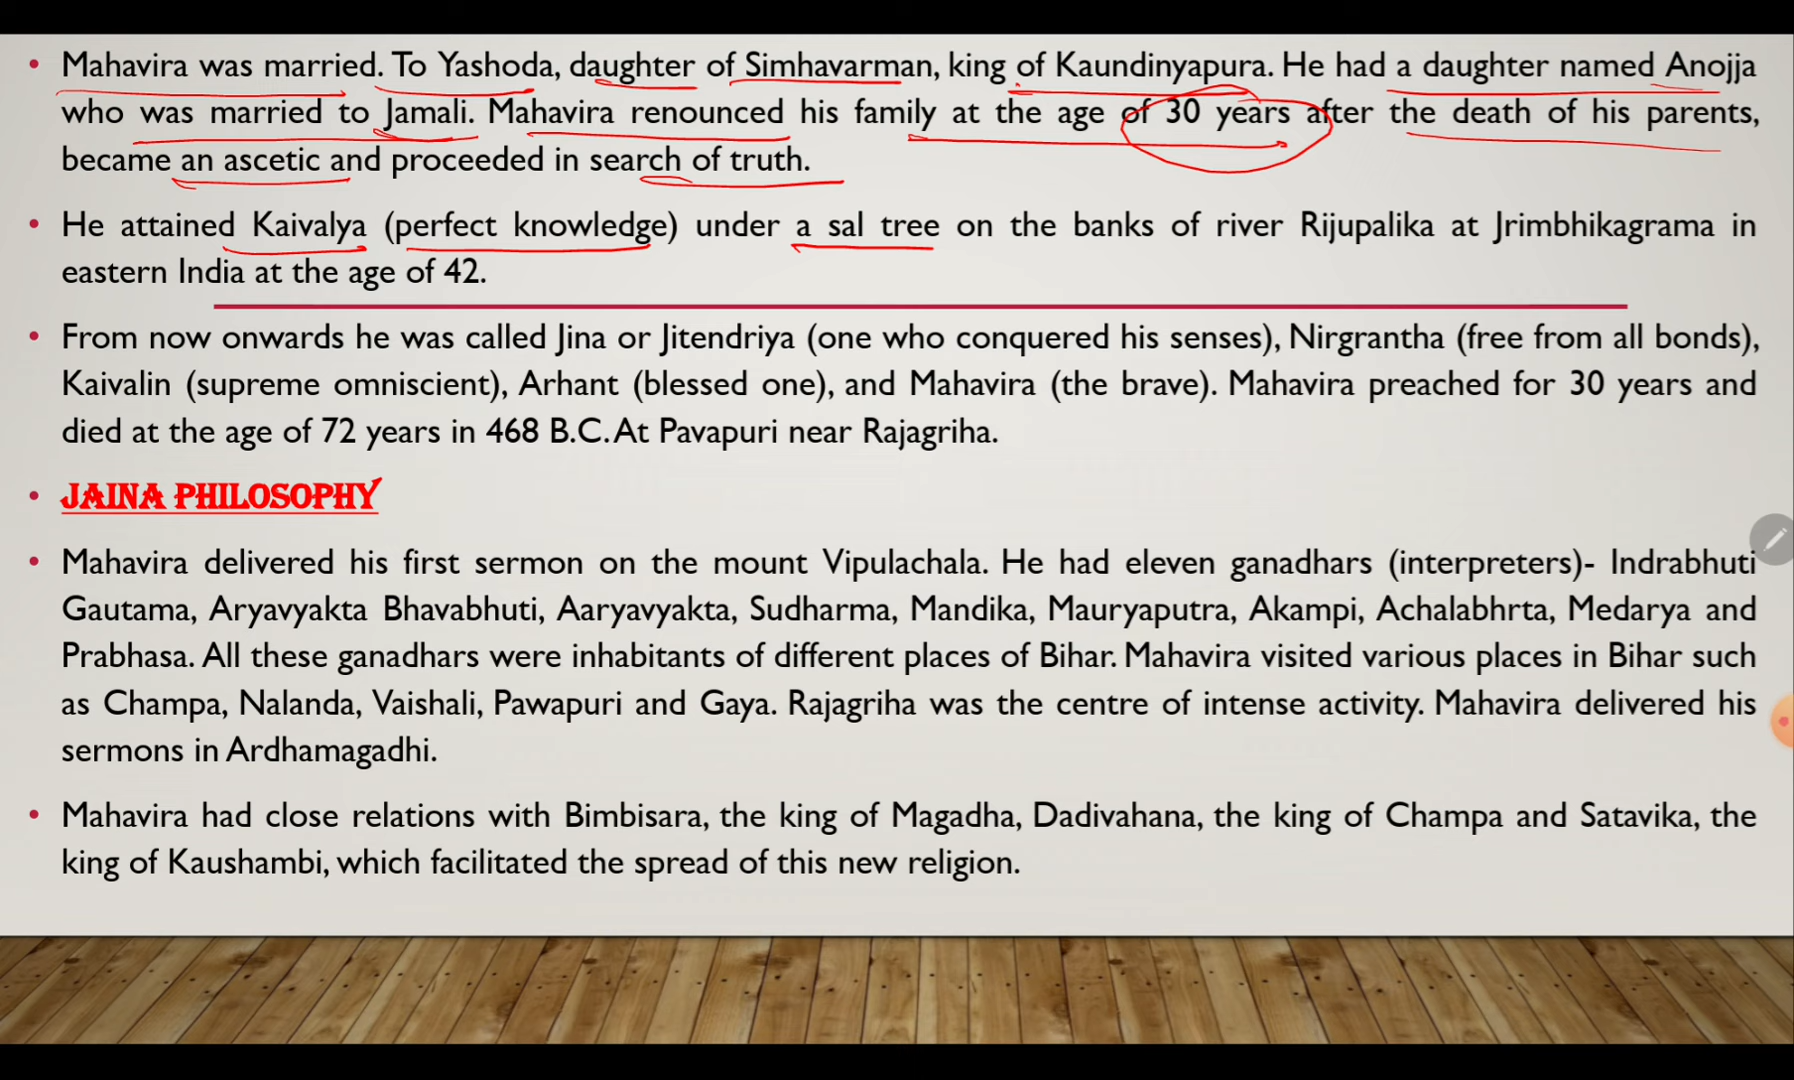 • Mahavira was married. To Yashoda, daughter of Simhavarman, king of Kaundinyapura. He had a daughter named Anojja
who was married to Jamali. Mahavira renounced his family at the age of 30 years after the death of his parents,
became an ascetic and proceeded in search of truth.
• He attained Kaivalya (perfect knowledge) under a sal tree on the banks of river Rijupalika at Jrimbhikagrama in
eastern India at the age of 42.
• From now onwards he was called Jina or Jitendriya (one who conquered his senses), Nirgrantha (free from all bonds),
Kaivalin (supreme omniscient), Arhant (blessed one), and Mahavira (the brave). Mahavira preached for 30 years and
died at the age of 72 years in 468 B.C. At Pavapuri near Rajagriha.
• JAINA PHILOSOPHY
• Mahavira delivered his first sermon on the mount Vipulachala. He had eleven ganadhars (interpreters)- Indrabhuti
Gautama, Aryavyakta Bhavabhuti, Aaryavyakta, Sudharma, Mandika, Mauryaputra, Akampi, Achalabhrta, Medarya and
Prabhasa. All these ganadhars were inhabitants of different places of Bihar. Mahavira visited various places in Bihar such
as Champa, Nalanda, Vaishali, Pawapuri and Gaya. Rajagriha was the centre of intense activity. Mahavira delivered his
sermons in Ardhamagadhi.
• Mahavira had close relations with Bimbisara, the king of Magadha, Dadivahana, the king of Champa and Satavika, the
king of Kaushambi, which facilitated the spread of this new religion.